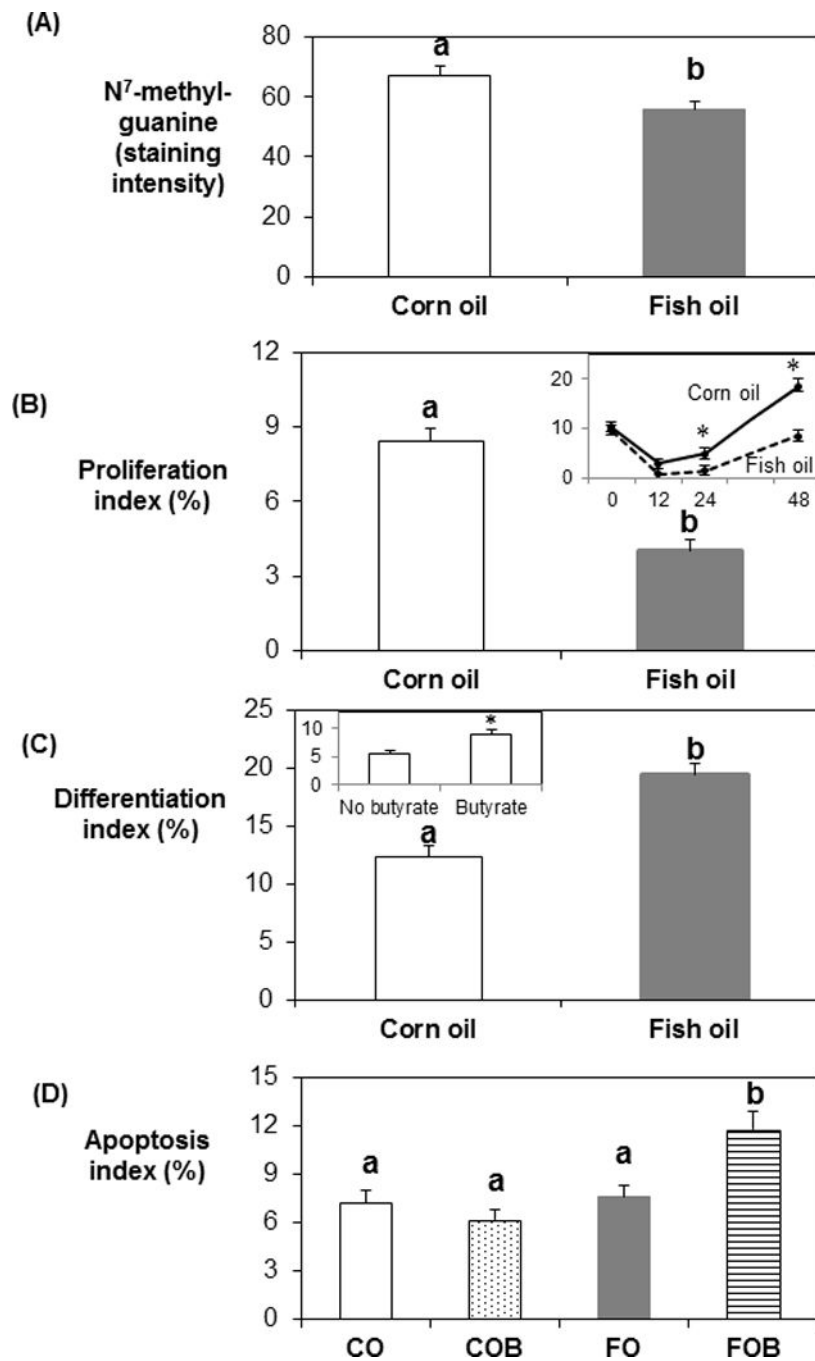 (A)
N⁷-methyl-
guanine
(staining
intensity)
80
60
40
20
0
a
b
Corn oil
Fish oil
(B)
Proliferation
index (%)
12
9
6
3
0
a
b
20
10
0
Corn oil
Fish oil
*
*
0 12 24 48
Corn oil
Fish oil
(C)
Differentiation
index (%)
25
20
15
10
5
0
10
5
0
*
No butyrate
Butyrate
a
b
Corn oil
Fish oil
(D)
Apoptosis
index (%)
15
12
9
6
3
0
a
a
a
b
CO
COB
FO
FOB